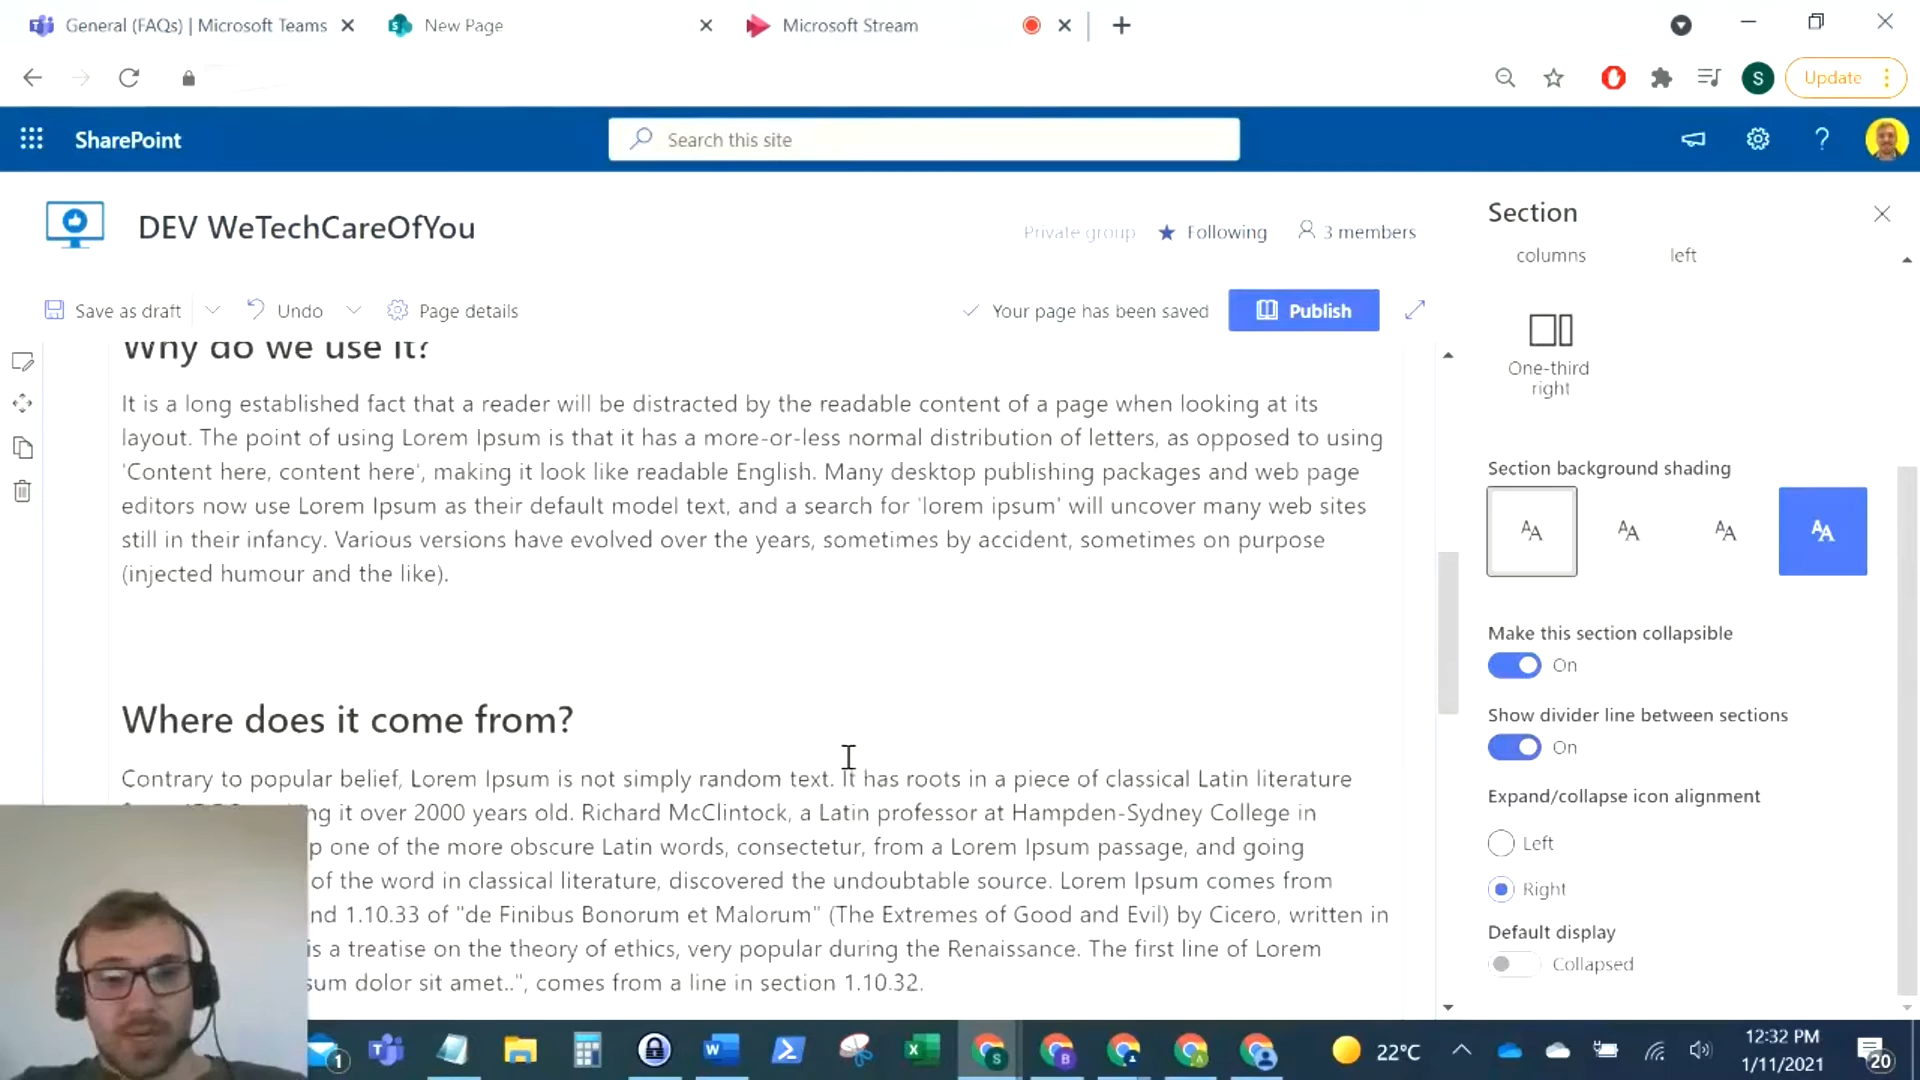 General (FAQs) | Microsoft Teams
New Page
Microsoft Stream
S
Update
SharePoint
Search this site
DEV WeTechCareOfYou
Private group
Following
3 members
Save as draft
Undo
Page details
Your page has been saved
Publish
Why do we use it?
It is a long established fact that a reader will be distracted by the readable content of a page when looking at its
layout. The point of using Lorem Ipsum is that it has a more-or-less normal distribution of letters, as opposed to using
'Content here, content here', making it look like readable English. Many desktop publishing packages and web page
editors now use Lorem Ipsum as their default model text, and a search for 'lorem ipsum' will uncover many web sites
still in their infancy. Various versions have evolved over the years, sometimes by accident, sometimes on purpose
(injected humour and the like).
Where does it come from?
Contrary to popular belief, Lorem Ipsum is not simply random text. It has roots in a piece of classical Latin literature
ng it over 2000 years old. Richard McClintock, a Latin professor at Hampden-Sydney College in
p one of the more obscure Latin words, consectetur, from a Lorem Ipsum passage, and going
of the word in classical literature, discovered the undoubtable source. Lorem Ipsum comes from
nd 1.10.33 of "de Finibus Bonorum et Malorum" (The Extremes of Good and Evil) by Cicero, written in
is a treatise on the theory of ethics, very popular during the Renaissance. The first line of Lorem
sum dolor sit amet..", comes from a line in section 1.10.32.
Section
columns
left
One-third
right
Section background shading
AA
AA
AA
AA
Make this section collapsible
On
Show divider line between sections
On
Expand/collapse icon alignment
Left
Right
Default display
Collapsed
1
W
S
B
A
22°C
12:32 PM
1/11/2021
20